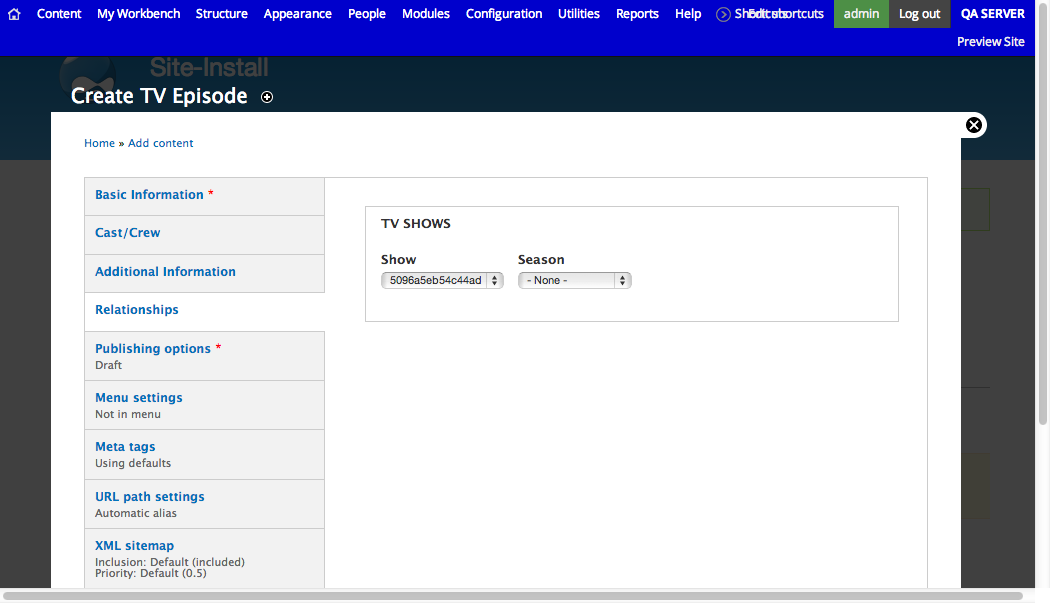 Content My Workbench Structure Appearance People Modules Configuration Utilities Reports Help Shortcuts Edit shortcuts admin Log out QA SERVER
Preview Site
Site-Install
Create TV Episode
Home » Add content
Basic Information *
Cast/Crew
Additional Information
Relationships
Publishing options *
Draft
Menu settings
Not in menu
Meta tags
Using defaults
URL path settings
Automatic alias
XML sitemap
Inclusion: Default (included)
Priority: Default (0.5)
TV SHOWS
Show Season
5096a5eb54c44ad - None -